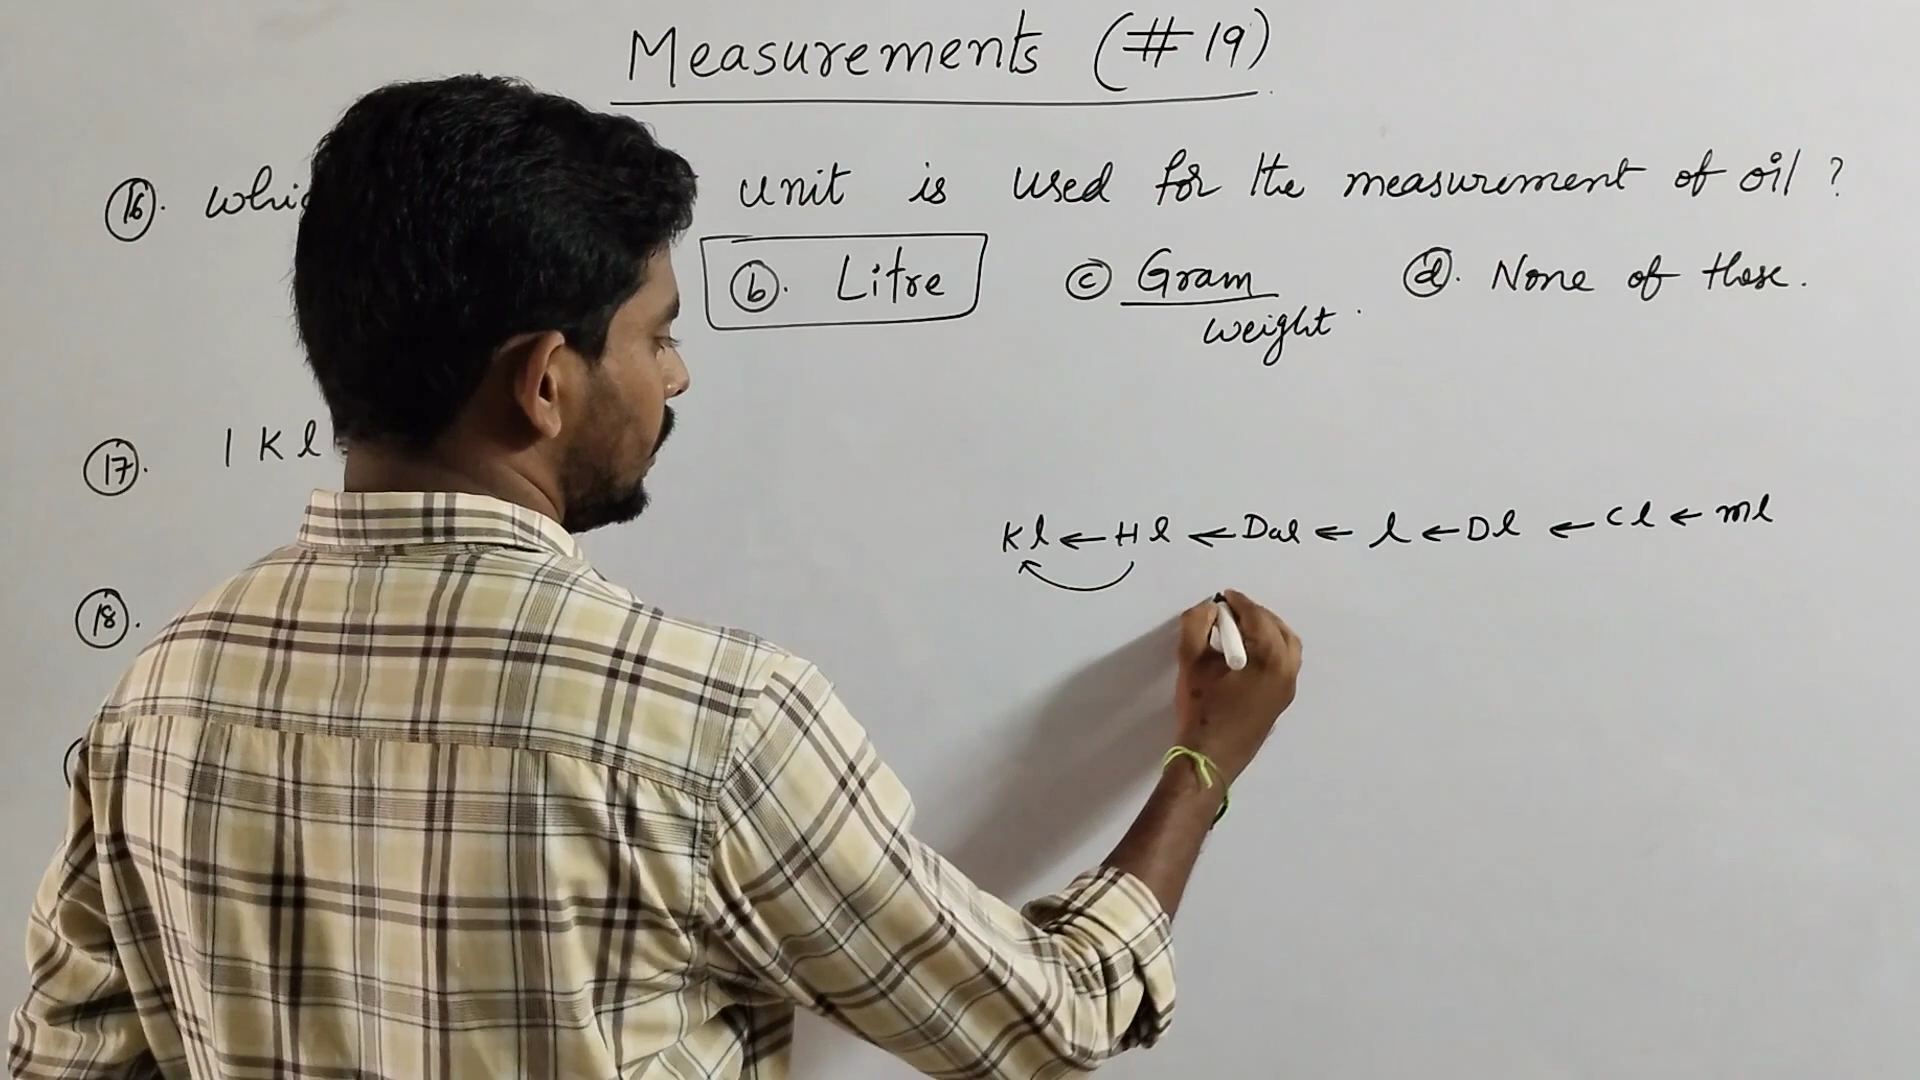 Measurements (#19)
16. whic unit is used for the measurement of oil ?
b. Litre c Gram d. None of these.
weight
17. 1 Kl
Kl ← Hl ← Dal ← l ← Dl ← Cl ← ml
18.